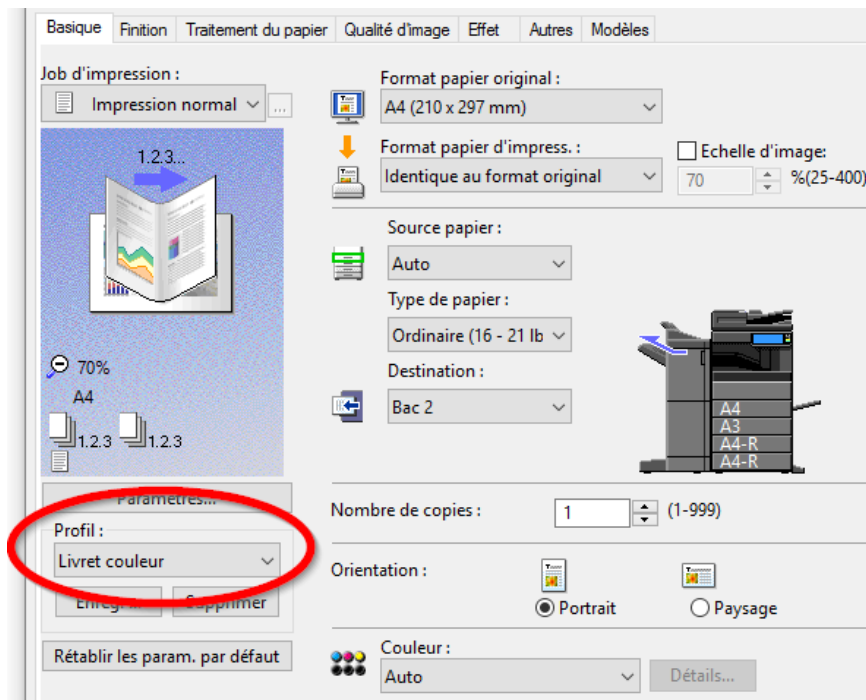 Basique Finition Traitement du papier Qualité d'image Effet Autres Modèles
Job d'impression :
Impression normal
...
1.2.3...
70%
A4
1.2.3 1.2.3
Paramètres...
Profil :
Livret couleur
Enregi... Supprimer
Rétablir les param. par défaut
Format papier original :
A4 (210 x 297 mm)
Format papier d'impress. :
Identique au format original
Echelle d'image:
70 %(25-400)
Source papier :
Auto
Type de papier :
Ordinaire (16 - 21 lb
Destination :
Bac 2
A4
A3
A4-R
A4-R
Nombre de copies : 1 (1-999)
Orientation :
Portrait Paysage
Couleur :
Auto Détails...